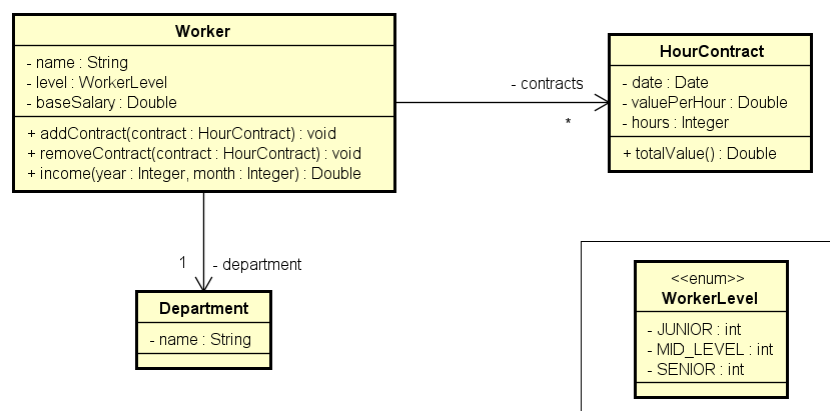 Worker
- name : String
- level : WorkerLevel
- baseSalary : Double
+ addContract(contract : HourContract) : void
+ removeContract(contract : HourContract) : void
+ income(year : Integer, month : Integer) : Double
- contracts
*
HourContract
- date : Date
- valuePerHour : Double
- hours : Integer
+ totalValue() : Double
1
- department
Department
- name : String
<<enum>>
WorkerLevel
- JUNIOR : int
- MID_LEVEL : int
- SENIOR : int